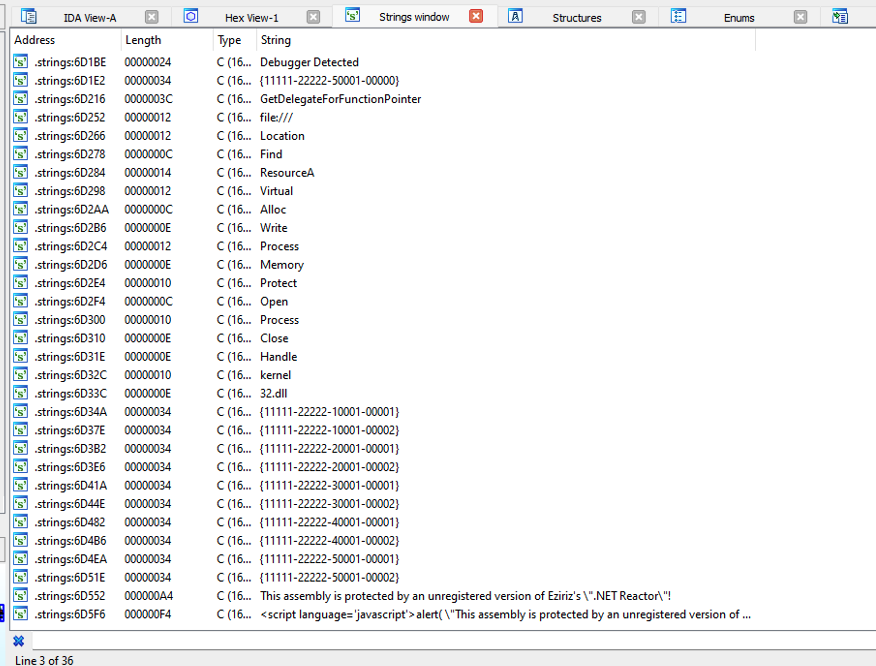 IDA View-A Hex View-1 Strings window Structures Enums
Address Length Type String
.strings:6D1BE 00000024 C (16... Debugger Detected
.strings:6D1E2 00000034 C (16... {11111-22222-50001-00000}
.strings:6D216 0000003C C (16... GetDelegateForFunctionPointer
.strings:6D252 00000012 C (16... file:///
.strings:6D266 00000012 C (16... Location
.strings:6D278 0000000C C (16... Find
.strings:6D284 00000014 C (16... ResourceA
.strings:6D298 00000012 C (16... Virtual
.strings:6D2AA 0000000C C (16... Alloc
.strings:6D2B6 0000000E C (16... Write
.strings:6D2C4 00000012 C (16... Process
.strings:6D2D6 0000000E C (16... Memory
.strings:6D2E4 00000010 C (16... Protect
.strings:6D2F4 0000000C C (16... Open
.strings:6D300 00000010 C (16... Process
.strings:6D310 0000000E C (16... Close
.strings:6D31E 0000000E C (16... Handle
.strings:6D32C 00000010 C (16... kernel
.strings:6D33C 0000000E C (16... 32.dll
.strings:6D34A 00000034 C (16... {11111-22222-10001-00001}
.strings:6D37E 00000034 C (16... {11111-22222-10001-00002}
.strings:6D3B2 00000034 C (16... {11111-22222-20001-00001}
.strings:6D3E6 00000034 C (16... {11111-22222-20001-00002}
.strings:6D41A 00000034 C (16... {11111-22222-30001-00001}
.strings:6D44E 00000034 C (16... {11111-22222-30001-00002}
.strings:6D482 00000034 C (16... {11111-22222-40001-00001}
.strings:6D4B6 00000034 C (16... {11111-22222-40001-00002}
.strings:6D4EA 00000034 C (16... {11111-22222-50001-00001}
.strings:6D51E 00000034 C (16... {11111-22222-50001-00002}
.strings:6D552 000000A4 C (16... This assembly is protected by an unregistered version of Eziriz's \".NET Reactor\"!
.strings:6D5F6 000000F4 C (16... <script language='javascript'>alert( \"This assembly is protected by an unregistered version of ...
Line 3 of 36